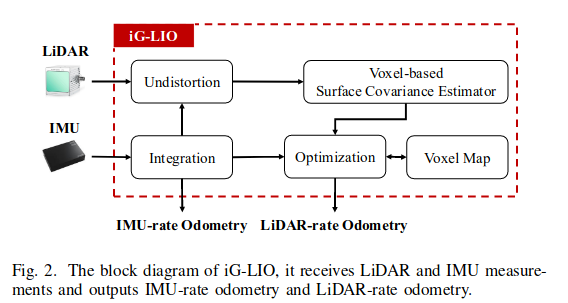 iG-LIO
LiDAR
Undistortion
Voxel-based
Surface Covariance Estimator
IMU
Integration
Optimization
Voxel Map
IMU-rate Odometry
LiDAR-rate Odometry
Fig. 2. The block diagram of iG-LIO, it receives LiDAR and IMU measure-
ments and outputs IMU-rate odometry and LiDAR-rate odometry.